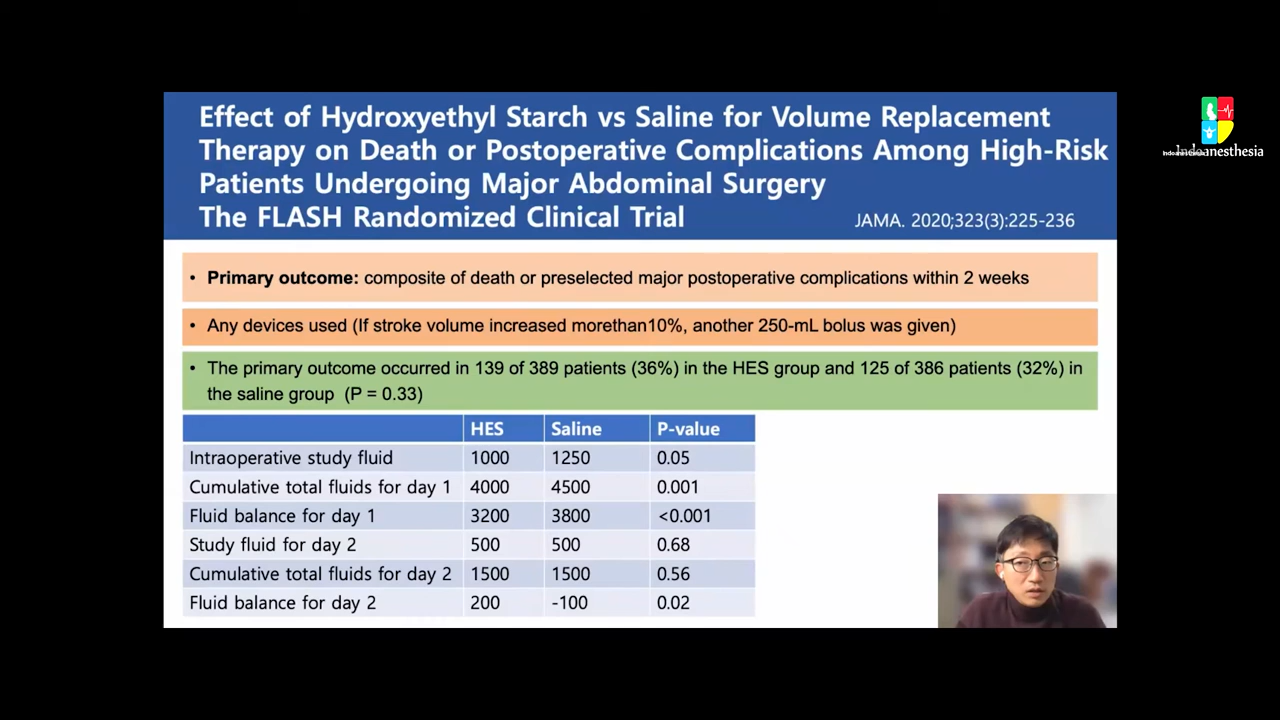 Effect of Hydroxyethyl Starch vs Saline for Volume Replacement
Therapy on Death or Postoperative Complications Among High-Risk
Patients Undergoing Major Abdominal Surgery
The FLASH Randomized Clinical Trial
JAMA. 2020;323(3):225-236
Indoanesthesia
• Primary outcome: composite of death or preselected major postoperative complications within 2 weeks
• Any devices used (If stroke volume increased morethan10%, another 250-mL bolus was given)
• The primary outcome occurred in 139 of 389 patients (36%) in the HES group and 125 of 386 patients (32%) in
the saline group (P = 0.33)
HES Saline P-value
Intraoperative study fluid 1000 1250 0.05
Cumulative total fluids for day 1 4000 4500 0.001
Fluid balance for day 1 3200 3800 <0.001
Study fluid for day 2 500 500 0.68
Cumulative total fluids for day 2 1500 1500 0.56
Fluid balance for day 2 200 -100 0.02